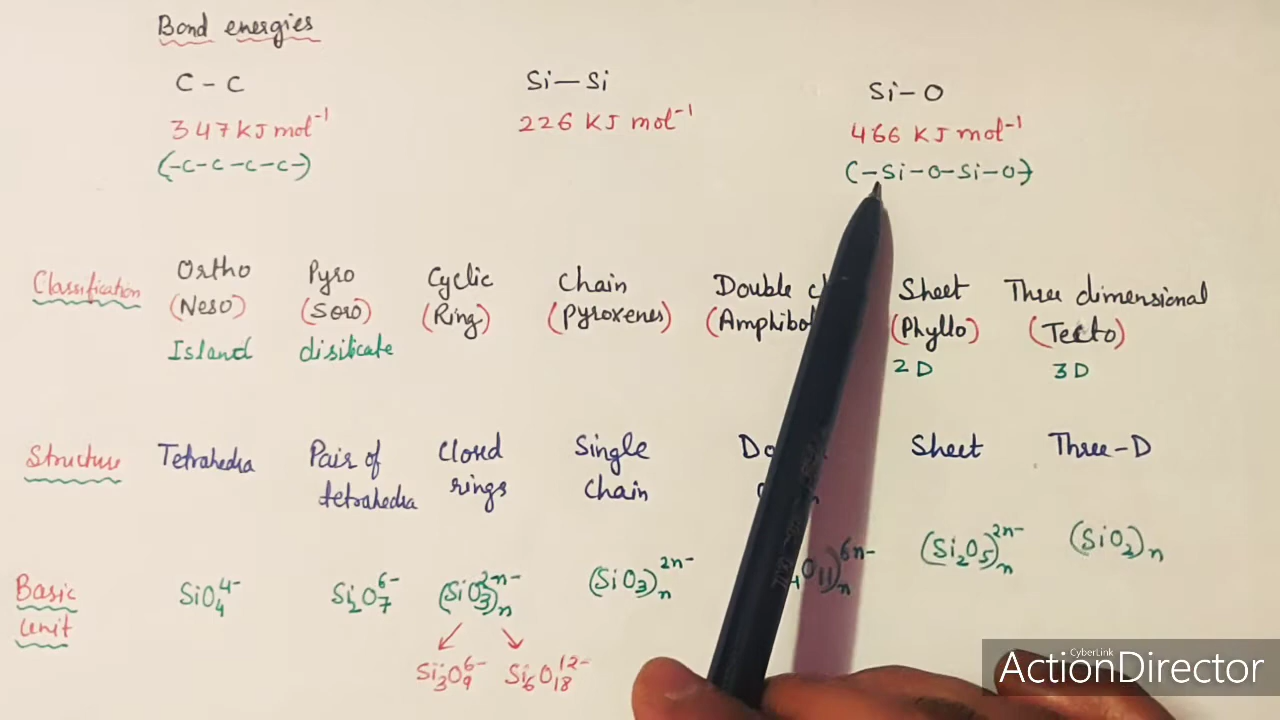 Bond energies
C - C
Si - Si
Si - O
347 KJ mol⁻¹
226 KJ mol⁻¹
466 KJ mol⁻¹
(-C-C-C-C-)
(-Si-O-Si-O-)
Classification
Ortho
Pyro
Cyclic
Chain
Double
Sheet
Three dimensional
(Neso)
(Soro)
(Ring)
(Pyroxenes)
(Phyllo)
(Tecto)
Island
disilicate
2D
3D
Structure
Tetrahedra
Pair of
tetrahedra
Closed
rings
Single
chain
Sheet
Three-D
Basic
unit
SiO₄⁴⁻
Si₂O₇⁶⁻
(SiO₃)ₙ²ⁿ⁻
(SiO₃)ₙ²ⁿ⁻
O₁₁)ₙ⁶ⁿ⁻
(Si₂O₅)ₙ²ⁿ⁻
(SiO₂)ₙ
Si₃O₉⁶⁻
Si₆O₁₈¹²⁻
CyberLink
ActionDirector